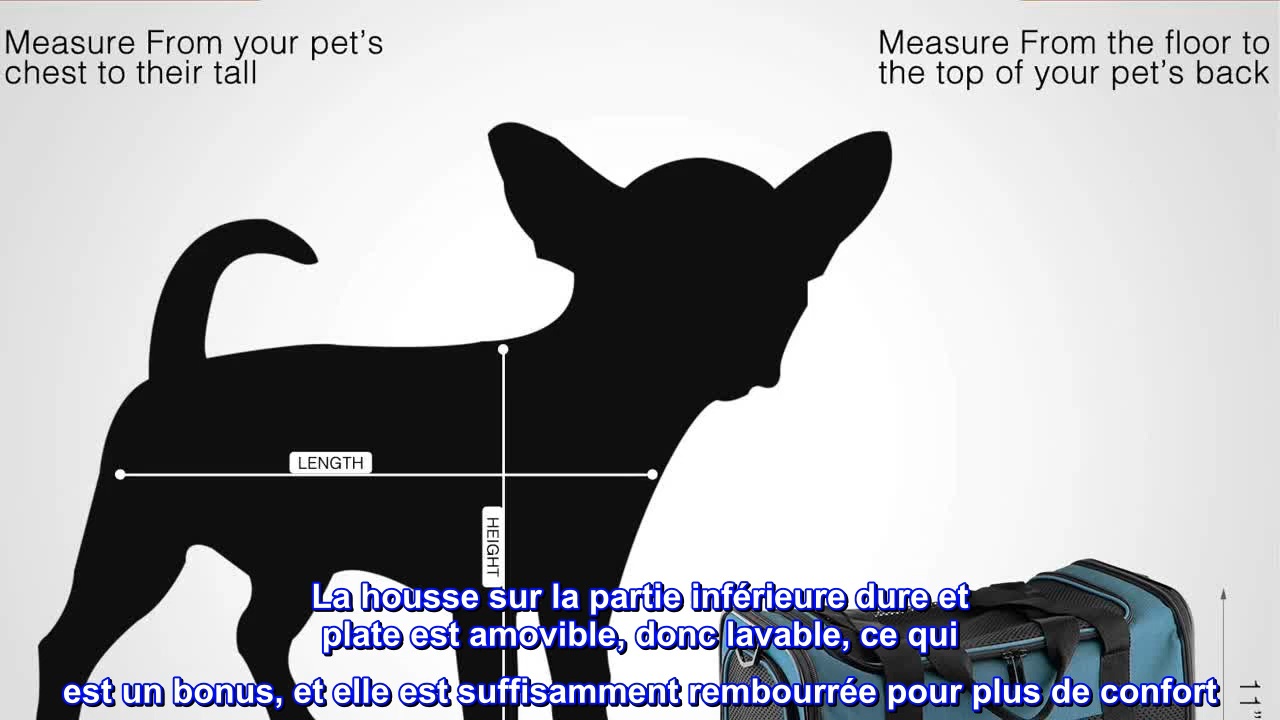 Measure From your pet's
chest to their tall
Measure From the floor to
the top of your pet's back
LENGTH
HEIGHT
La housse sur la partie inférieure dure et
plate est amovible, donc lavable, ce qui
est un bonus, et elle est suffisamment rembourrée pour plus de confort
11”